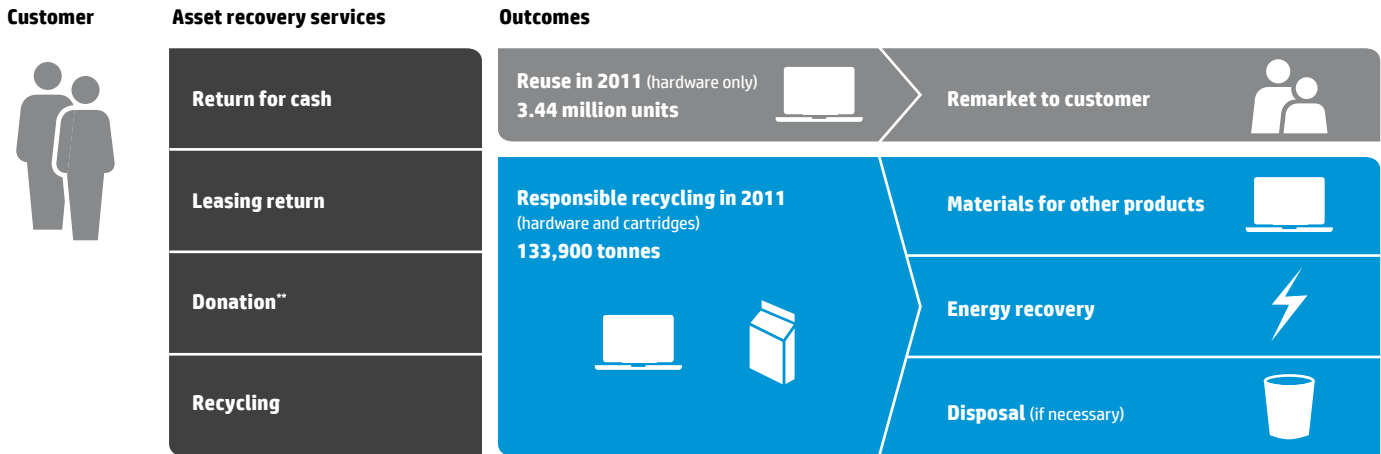 Customer
Asset recovery services
Outcomes
Return for cash
Leasing return
Donation**
Recycling
Reuse in 2011 (hardware only)
3.44 million units
Remarket to customer
Responsible recycling in 2011
(hardware and cartridges)
133,900 tonnes
Materials for other products
Energy recovery
Disposal (if necessary)